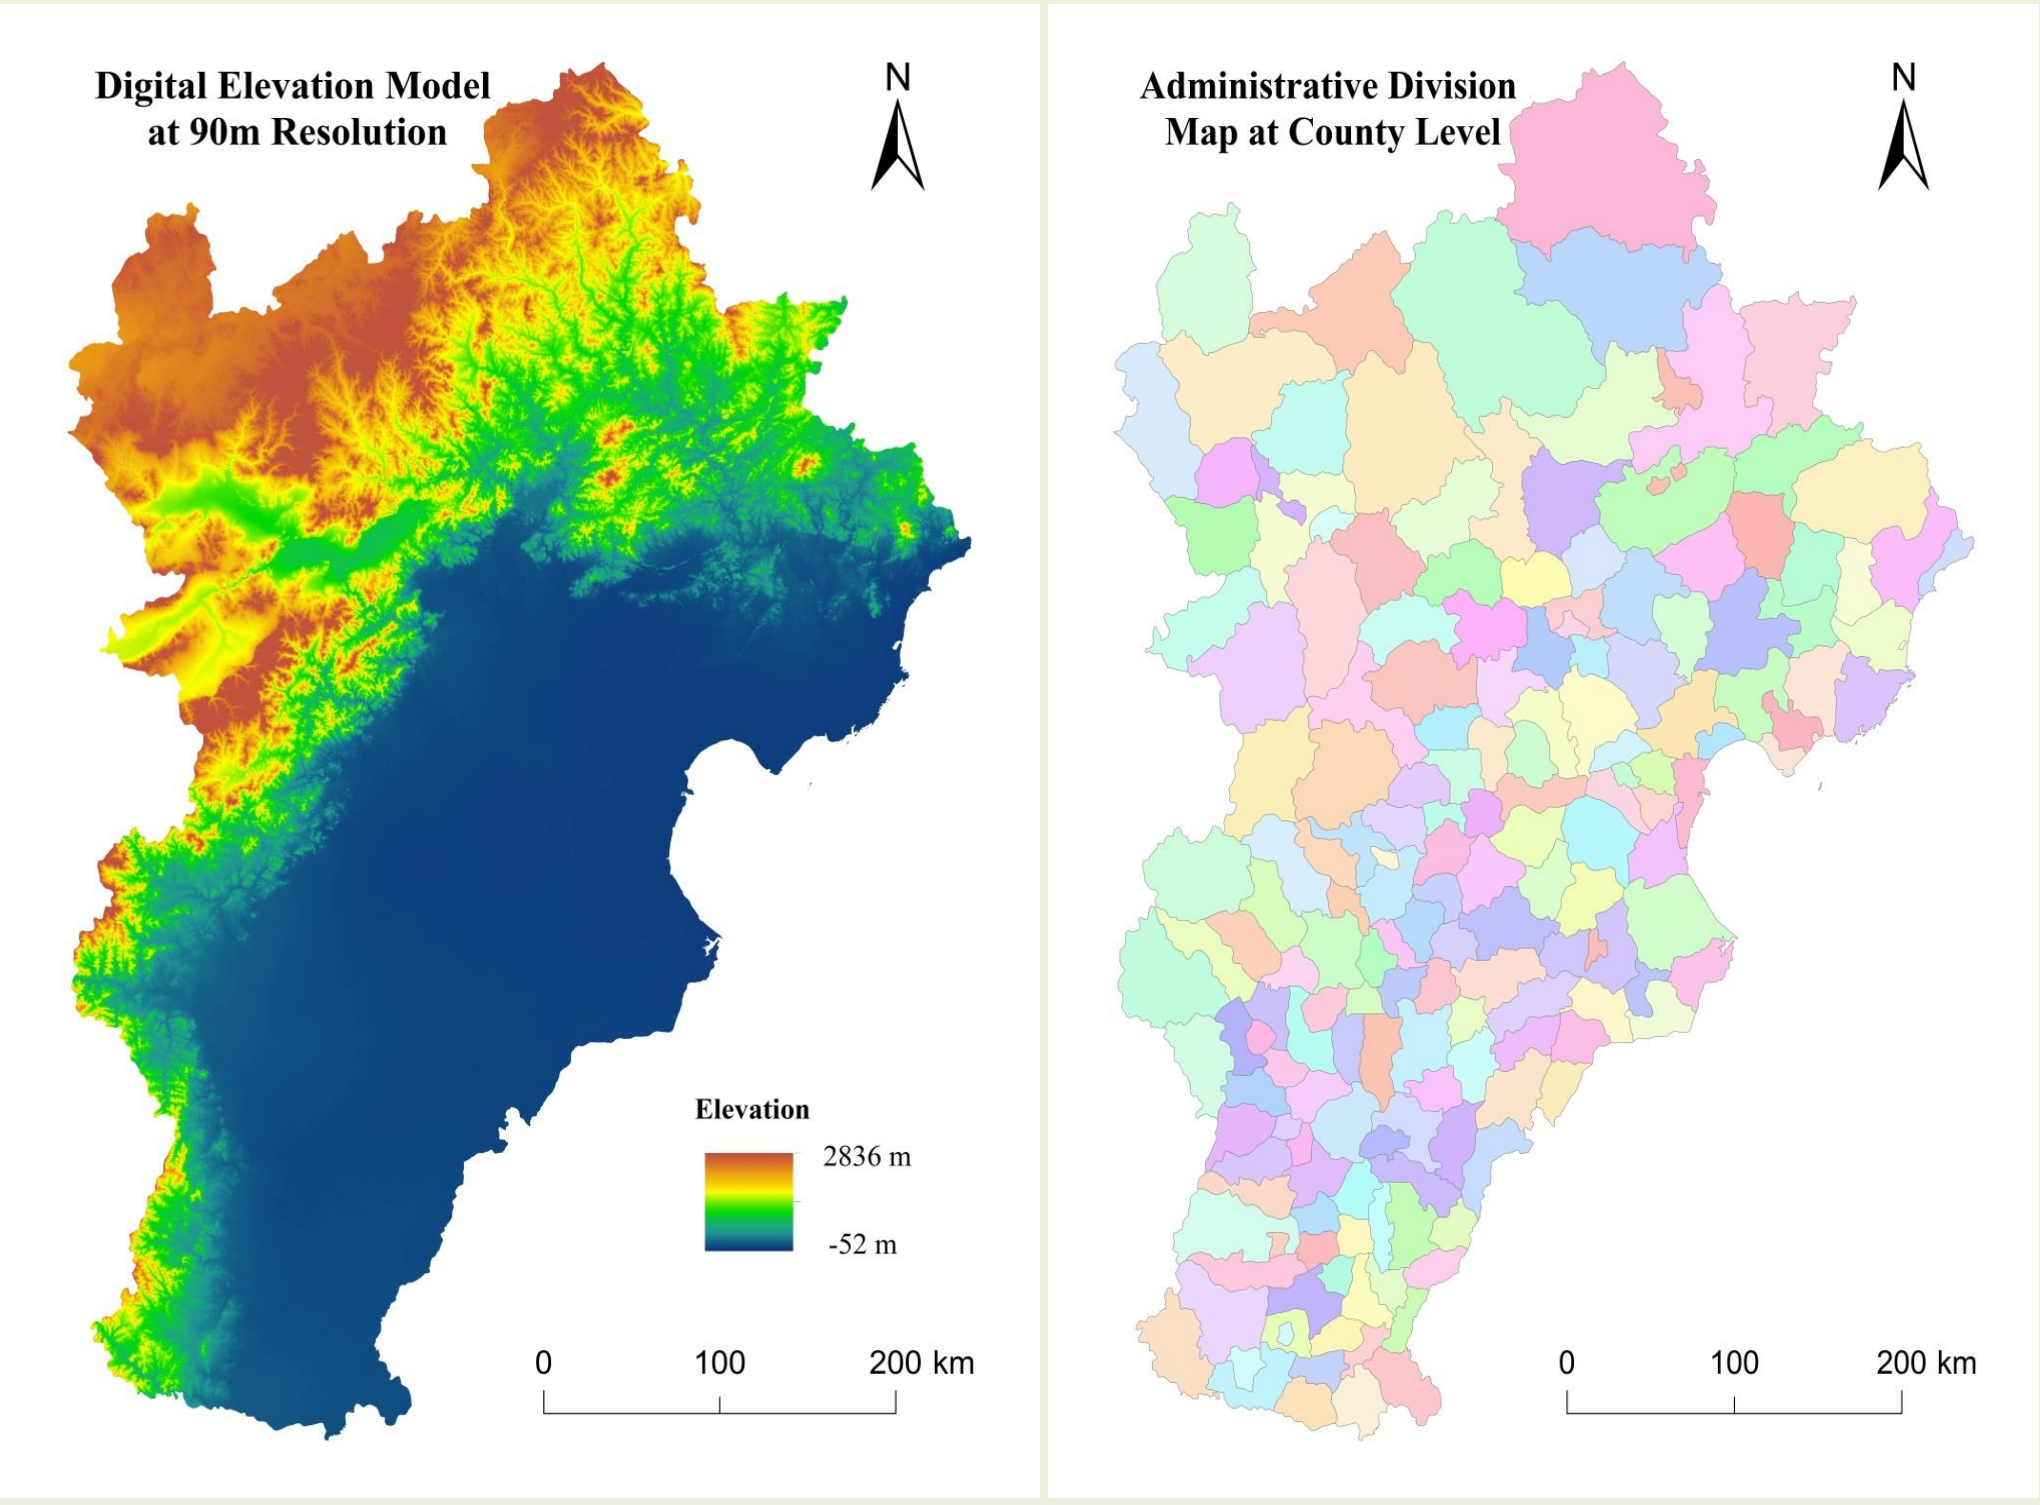 Digital Elevation Model
at 90m Resolution
N
Elevation
2836 m
-52 m
0 100 200 km
Administrative Division
Map at County Level
N
0 100 200 km